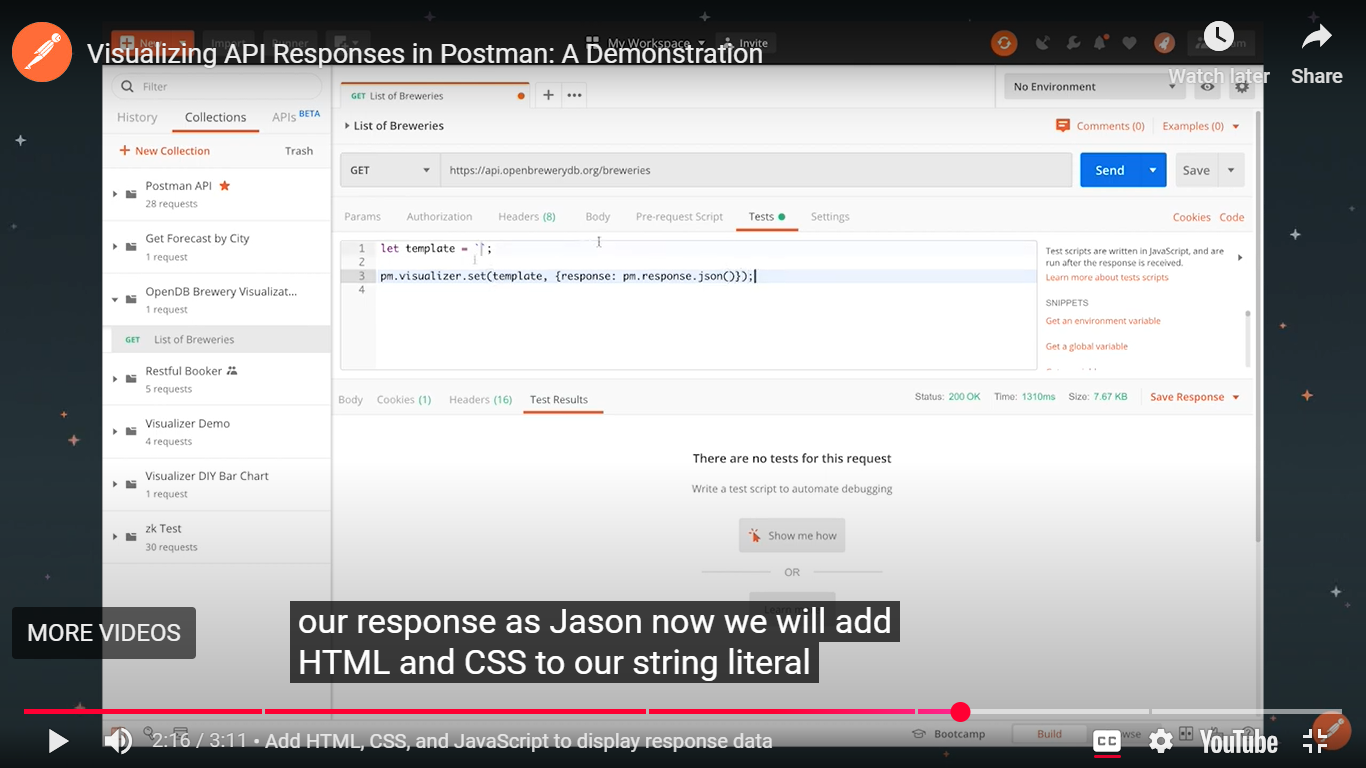 Visualizing API Responses in Postman: A Demonstration
New
Import
Runner
My Workspace
Invite
Watch later
Share
Filter
History
Collections
APIs BETA
New Collection
Trash
Postman API
28 requests
Get Forecast by City
1 request
OpenDB Brewery Visualizat...
1 request
GET List of Breweries
Restful Booker
5 requests
Visualizer Demo
4 requests
Visualizer DIY Bar Chart
1 request
zk Test
30 requests
GET List of Breweries
No Environment
List of Breweries
Comments (0)
Examples (0)
GET
https://api.openbrewerydb.org/breweries
Send
Save
Params
Authorization
Headers (8)
Body
Pre-request Script
Tests
Settings
Cookies
Code
1 let template = ``;
2
3 pm.visualizer.set(template, {response: pm.response.json()});
4
Test scripts are written in JavaScript, and are
run after the response is received.
Learn more about tests scripts
SNIPPETS
Get an environment variable
Get a global variable
Body
Cookies (1)
Headers (16)
Test Results
Status: 200 OK
Time: 1310ms
Size: 7.67 KB
Save Response
There are no tests for this request
Write a test script to automate debugging
Show me how
OR
MORE VIDEOS
our response as Jason now we will add
HTML and CSS to our string literal
2:16 / 3:11 • Add HTML, CSS, and JavaScript to display response data
Bootcamp
Build
CC
YouTube